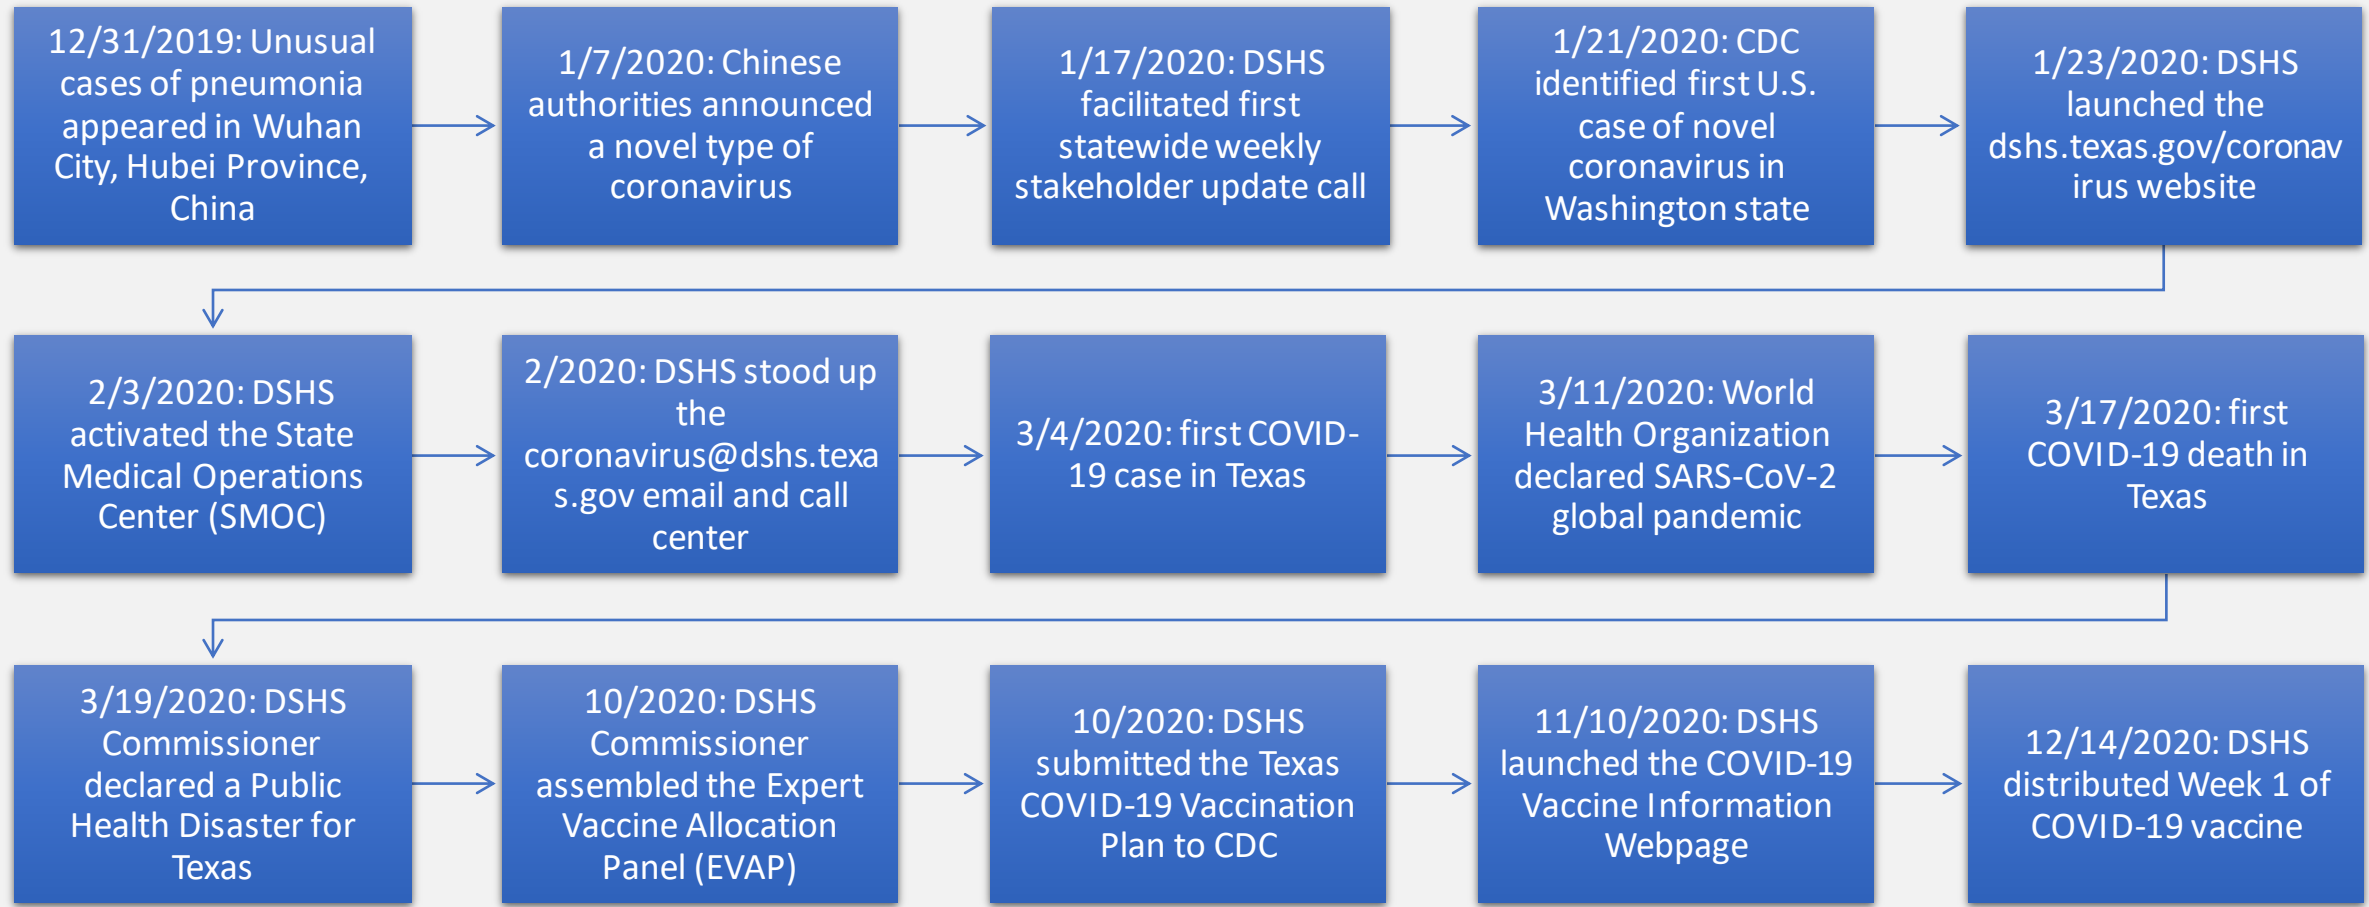 12/31/2019: Unusual
cases of pneumonia
appeared in Wuhan
City, Hubei Province,
China
1/7/2020: Chinese
authorities announced
a novel type of
coronavirus
1/17/2020: DSHS
facilitated first
statewide weekly
stakeholder update call
1/21/2020: CDC
identified first U.S.
case of novel
coronavirus in
Washington state
1/23/2020: DSHS
launched the
dshs.texas.gov/coronav
irus website
2/3/2020: DSHS
activated the State
Medical Operations
Center (SMOC)
2/2020: DSHS stood up
the
coronavirus@dshs.texa
s.gov email and call
center
3/4/2020: first COVID-
19 case in Texas
3/11/2020: World
Health Organization
declared SARS-CoV-2
global pandemic
3/17/2020: first
COVID-19 death in
Texas
3/19/2020: DSHS
Commissioner
declared a Public
Health Disaster for
Texas
10/2020: DSHS
Commissioner
assembled the Expert
Vaccine Allocation
Panel (EVAP)
10/2020: DSHS
submitted the Texas
COVID-19 Vaccination
Plan to CDC
11/10/2020: DSHS
launched the COVID-19
Vaccine Information
Webpage
12/14/2020: DSHS
distributed Week 1 of
COVID-19 vaccine